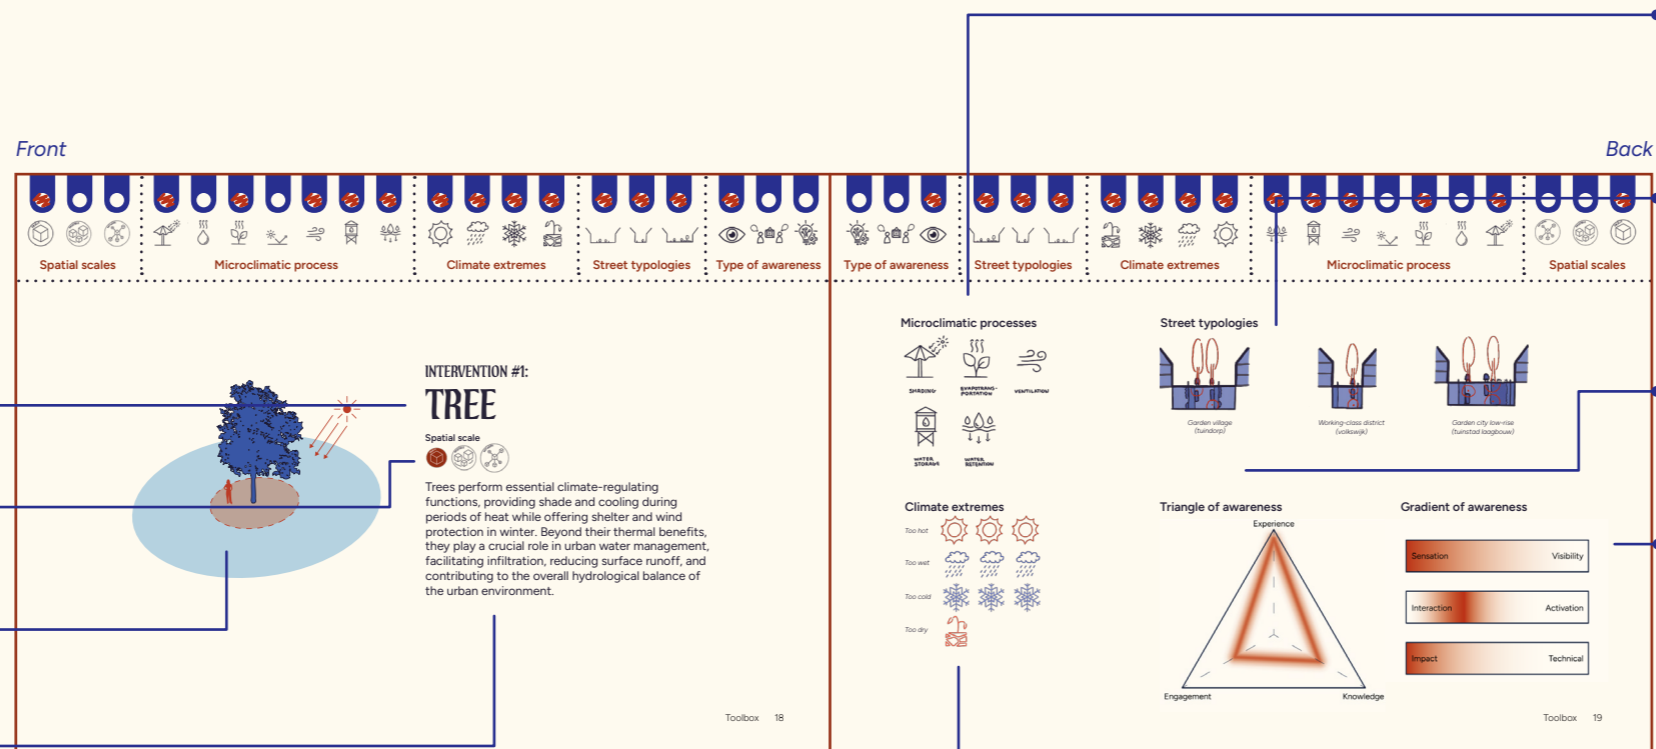 Front
Back
Spatial scales
Microclimatic process
Climate extremes
Street typologies
Type of awareness
Type of awareness
Street typologies
Climate extremes
Microclimatic process
Spatial scales
INTERVENTION #1:
TREE
Spatial scale
Trees perform essential climate-regulating
functions, providing shade and cooling during
periods of heat while offering shelter and wind
protection in winter. Beyond their thermal benefits,
they play a crucial role in urban water management,
facilitating infiltration, reducing surface runoff, and
contributing to the overall hydrological balance of
the urban environment.
Toolbox 18
Microclimatic processes
SHADING
EVAPOTRANS-
PORTATION
VENTILATION
WATER
STORAGE
WATER
RETENTION
Street typologies
Garden village
(tuindorp)
Working-class district
(volkswijk)
Garden city low-rise
(tuinstad laagbouw)
Climate extremes
Too hot
Too wet
Too cold
Too dry
Triangle of awareness
Experience
Engagement
Knowledge
Gradient of awareness
Sensation
Visibility
Interaction
Activation
Impact
Technical
Toolbox 19